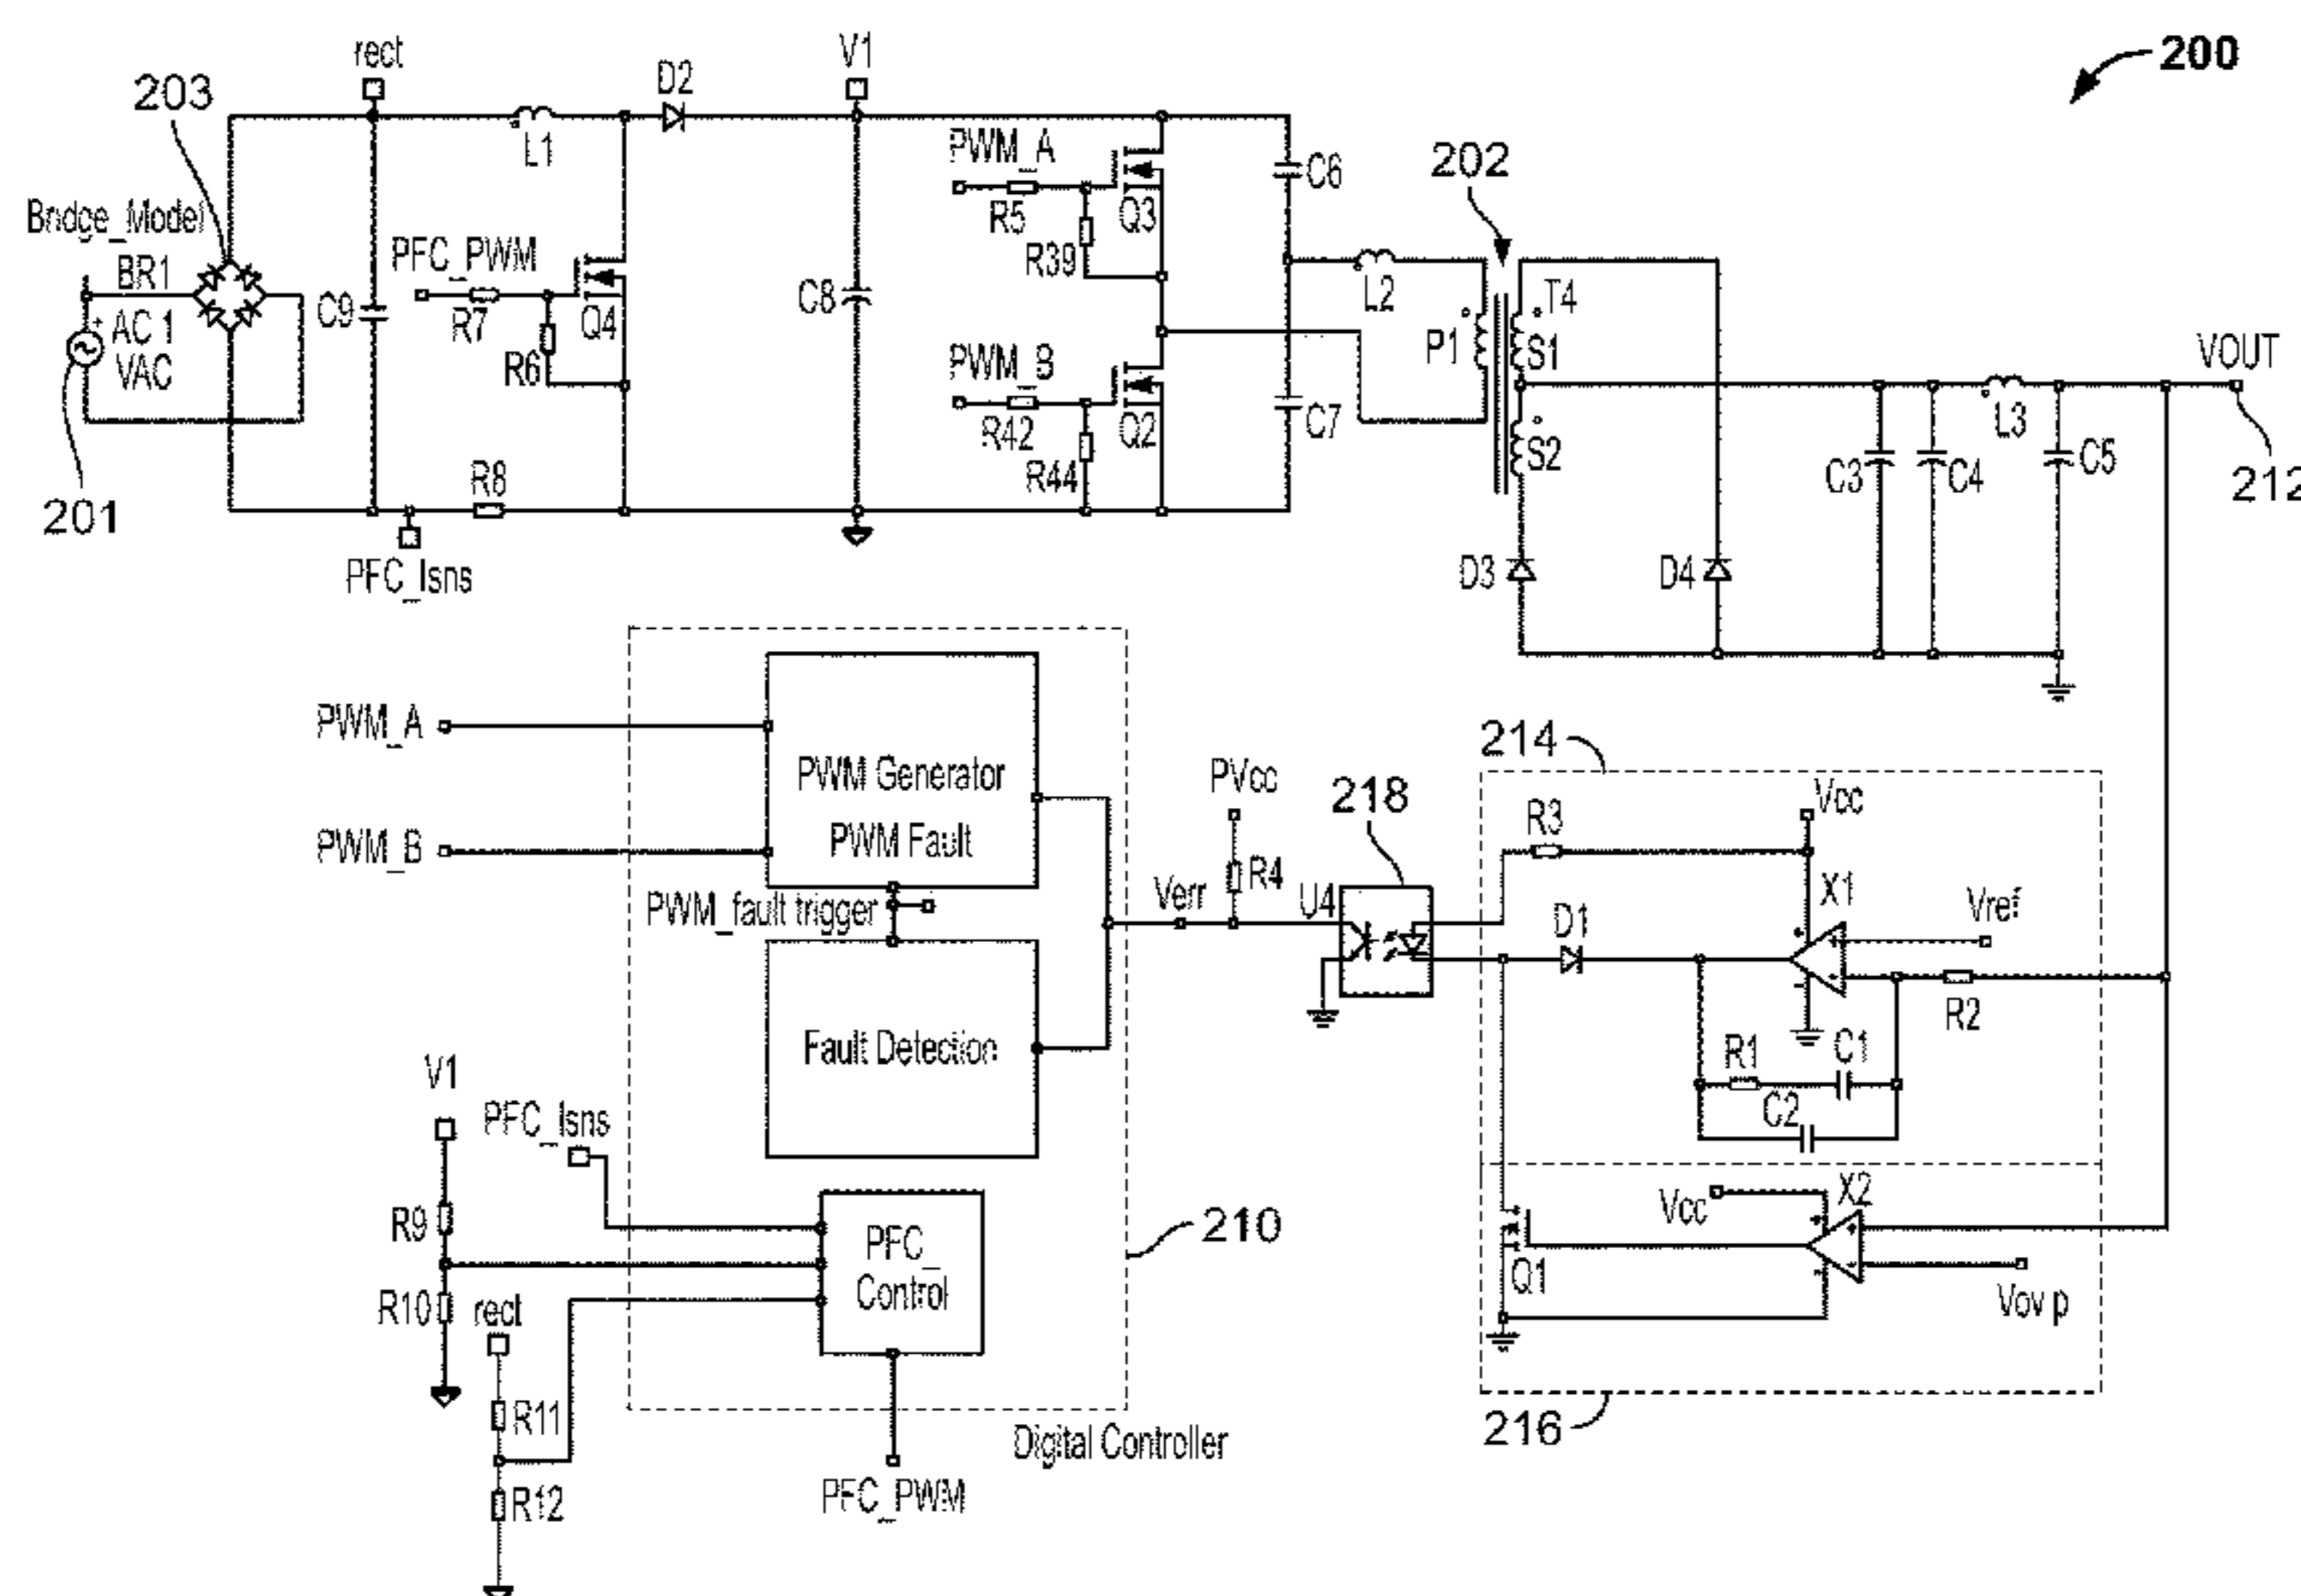 200
rect
V1
203
D2
L1
PWM_A
R5
Q3
R39
C6
202
Bridge_Model
BR1
AC 1
VAC
+
PFC_PWM
R7
Q4
R6
C9
C8
L2
T4
P1
S1
S2
VOUT
PWM_B
R42
Q2
R44
C7
C3
C4
L3
C5
212
201
R8
PFC_Isns
D3
D4
PWM_A
PWM_B
PWM Generator
PWM Fault
PWM_fault trigger
Fault Detection
PVcc
R4
Verr
218
U4
214
R3
Vcc
X1
Vref
D1
R2
R1
C1
C2
V1
PFC_Isns
R9
R10
rect
PFC_
Control
210
R11
R12
Digital Controller
PFC_PWM
Vcc
X2
Q1
Vov p
216